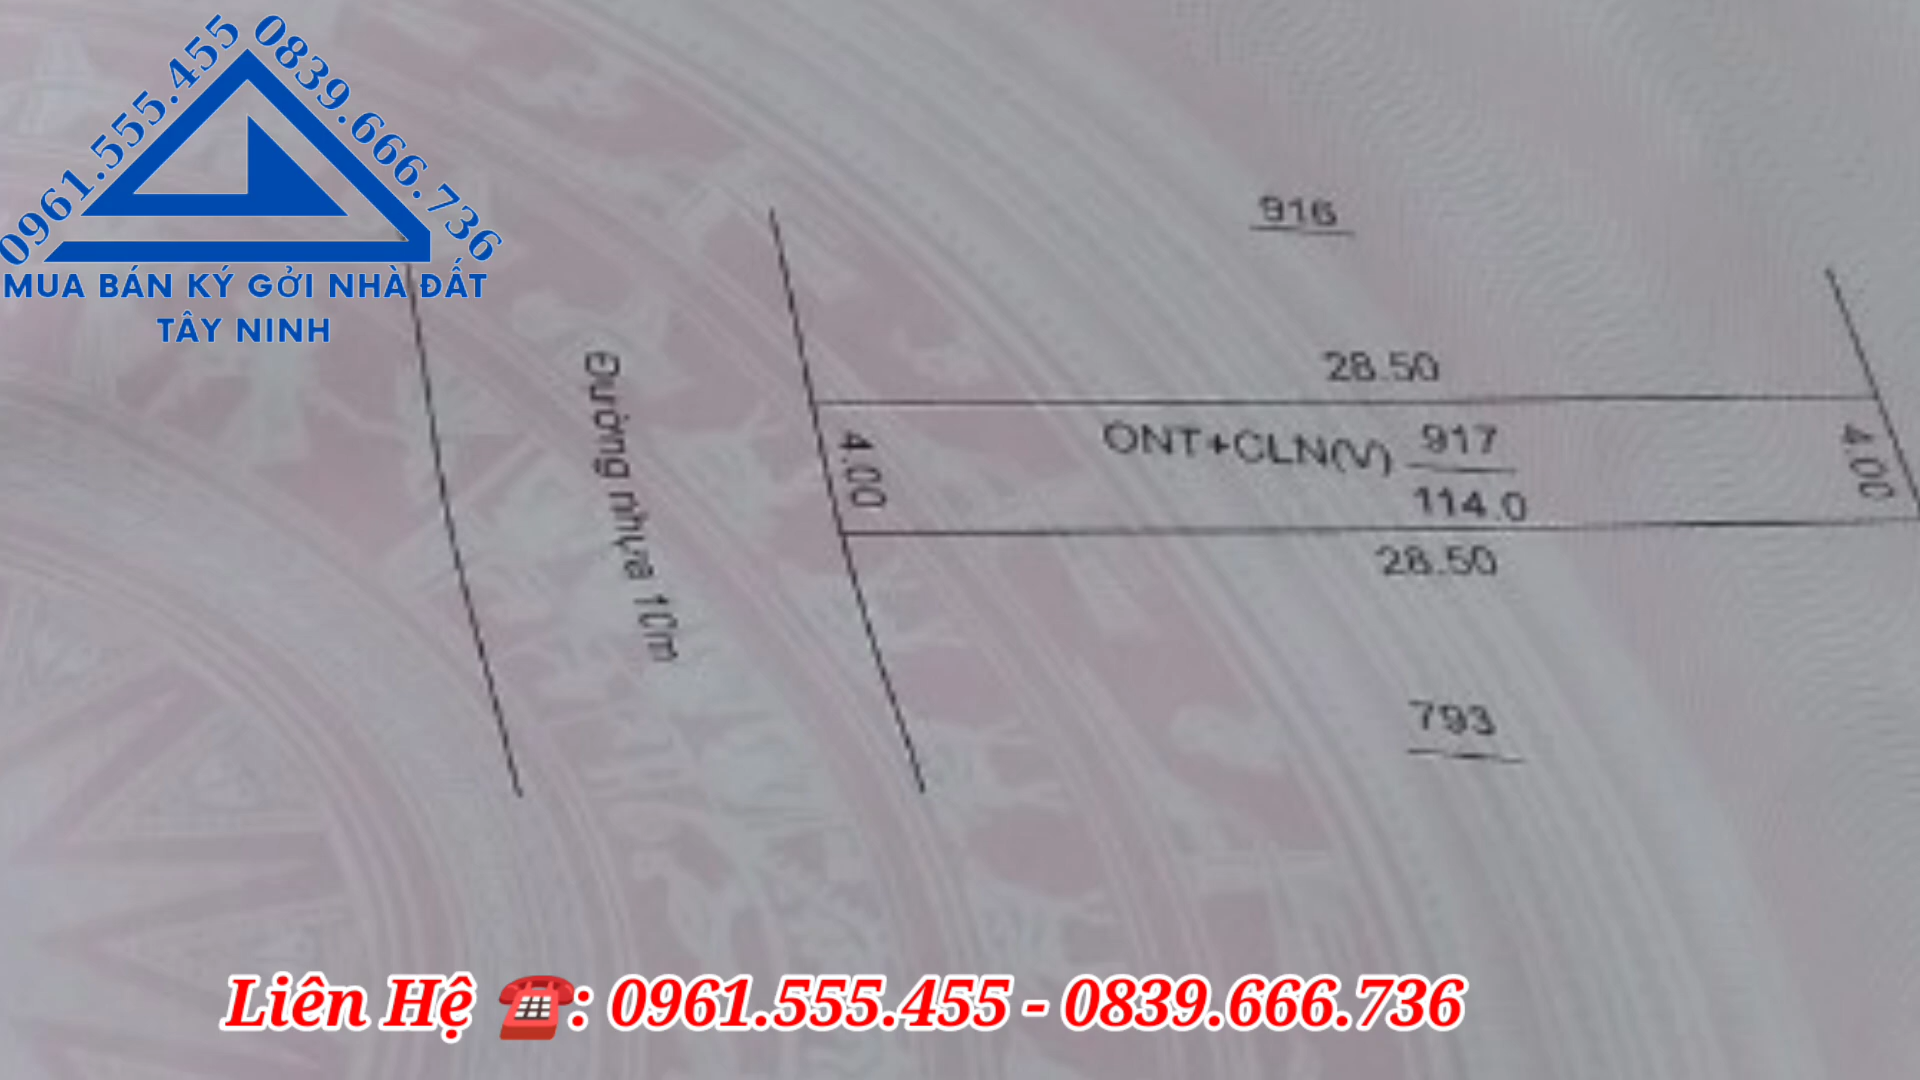 0961.555.455 0839.666.736
MUA BÁN KÝ GỞI NHÀ ĐẤT
TÂY NINH
916
28.50
Đường nhựa 10m
4.00
ONT+CLN(V) 917
114.0
4.00
28.50
793
Liên Hệ ☎: 0961.555.455 - 0839.666.736